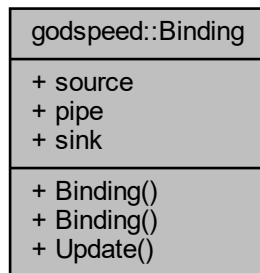 godspeed::Binding
+ source
+ pipe
+ sink
+ Binding()
+ Binding()
+ Update()